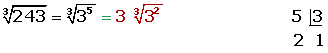 ∛243 = ∛3⁵ = 3 ∛3² 5 |3
2 1